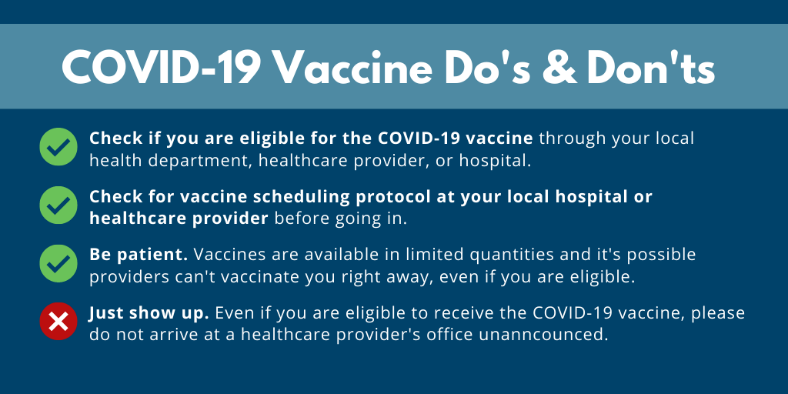 COVID-19 Vaccine Do's & Don'ts
Check if you are eligible for the COVID-19 vaccine through your local
health department, healthcare provider, or hospital.
Check for vaccine scheduling protocol at your local hospital or
healthcare provider before going in.
Be patient. Vaccines are available in limited quantities and it's possible
providers can't vaccinate you right away, even if you are eligible.
Just show up. Even if you are eligible to receive the COVID-19 vaccine, please
do not arrive at a healthcare provider's office unanncounced.